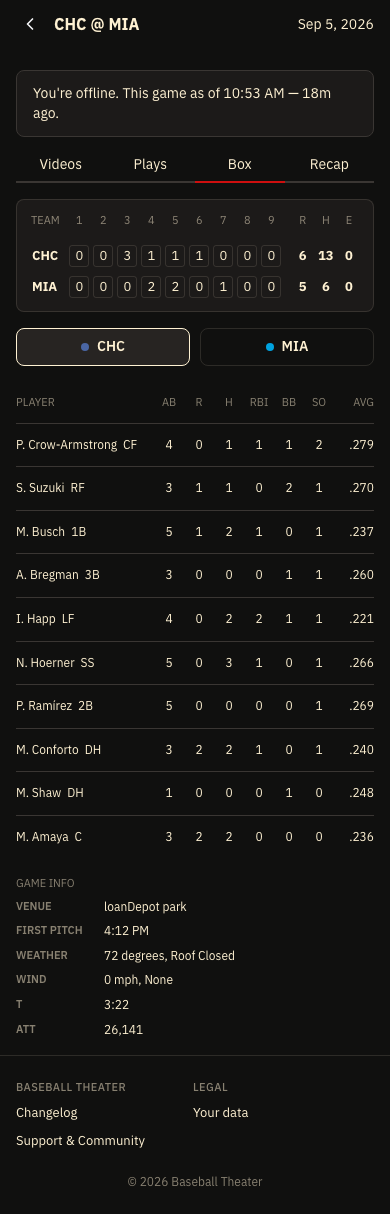 CHC @ MIA Sep 5, 2026
You're offline. This game as of 10:53 AM — 18m
ago.
Videos Plays Box Recap
TEAM 1 2 3 4 5 6 7 8 9 R H E
CHC 0 0 3 1 1 1 0 0 0 6 13 0
MIA 0 0 0 2 2 0 1 0 0 5 6 0
CHC MIA
PLAYER AB R H RBI BB SO AVG
P. Crow-Armstrong CF 4 0 1 1 1 2 .279
S. Suzuki RF 3 1 1 0 2 1 .270
M. Busch 1B 5 1 2 1 0 1 .237
A. Bregman 3B 3 0 0 0 1 1 .260
I. Happ LF 4 0 2 2 1 1 .221
N. Hoerner SS 5 0 3 1 0 1 .266
P. Ramírez 2B 5 0 0 0 0 1 .269
M. Conforto DH 3 2 2 1 0 1 .240
M. Shaw DH 1 0 0 0 1 0 .248
M. Amaya C 3 2 2 0 0 0 .236
GAME INFO
VENUE loanDepot park
FIRST PITCH 4:12 PM
WEATHER 72 degrees, Roof Closed
WIND 0 mph, None
T 3:22
ATT 26,141
BASEBALL THEATER LEGAL
Changelog Your data
Support & Community
© 2026 Baseball Theater